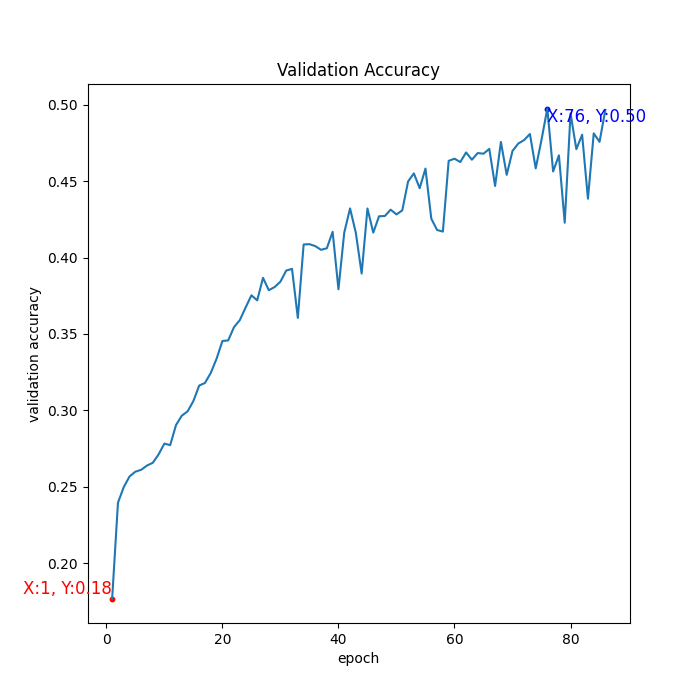 Validation Accuracy
0.50
0.45
0.40
0.35
0.30
0.25
0.20
validation accuracy
X:76, Y:0.50
X:1, Y:0.18
0
20
40
60
80
epoch